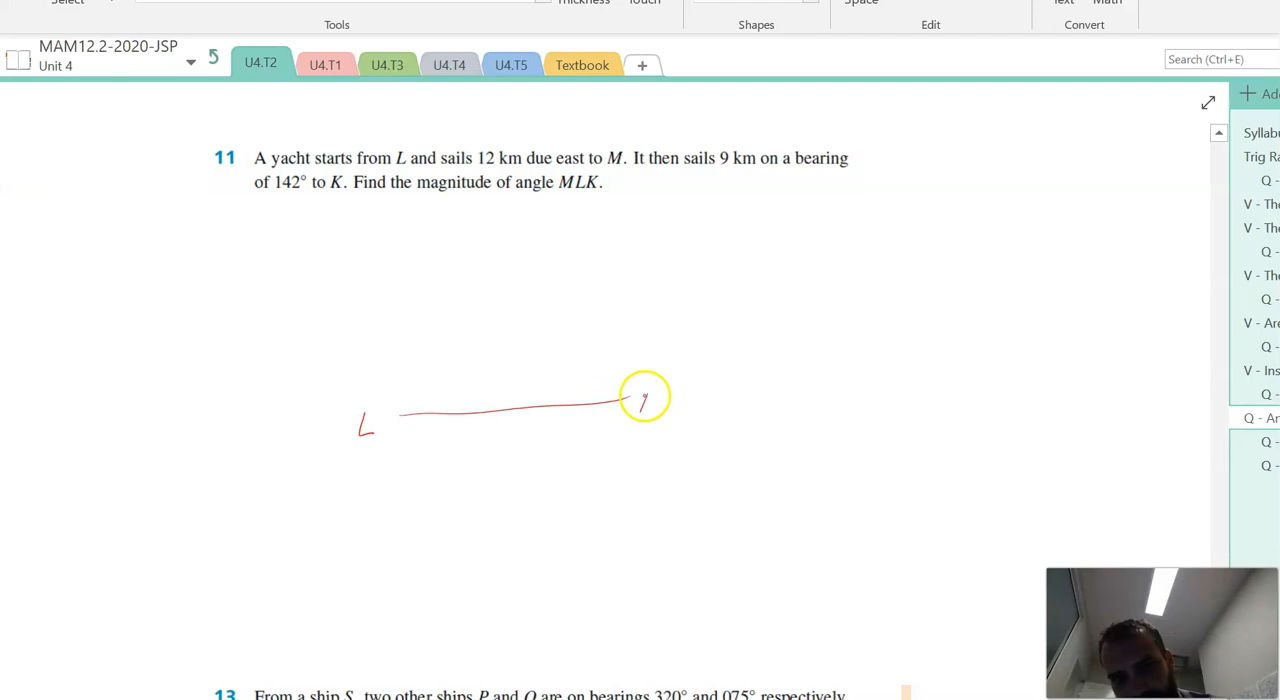 Select
Thickness
Touch
Space
Text
Math
Tools
Shapes
Edit
Convert
MAM12.2-2020-JSP
Unit 4
U4.T2
U4.T1
U4.T3
U4.T4
U4.T5
Textbook
+
Search (Ctrl+E)
11 A yacht starts from L and sails 12 km due east to M. It then sails 9 km on a bearing
of 142° to K. Find the magnitude of angle MLK.
L
13 From a ship S, two other ships P and Q are on bearings 320° and 075° respectively
Syllabu
Trig Ra
Q -
V - The
V - The
Q -
V - The
Q -
V - Are
Q -
V - Ins
Q -
Q - Ar
Q -
Q -